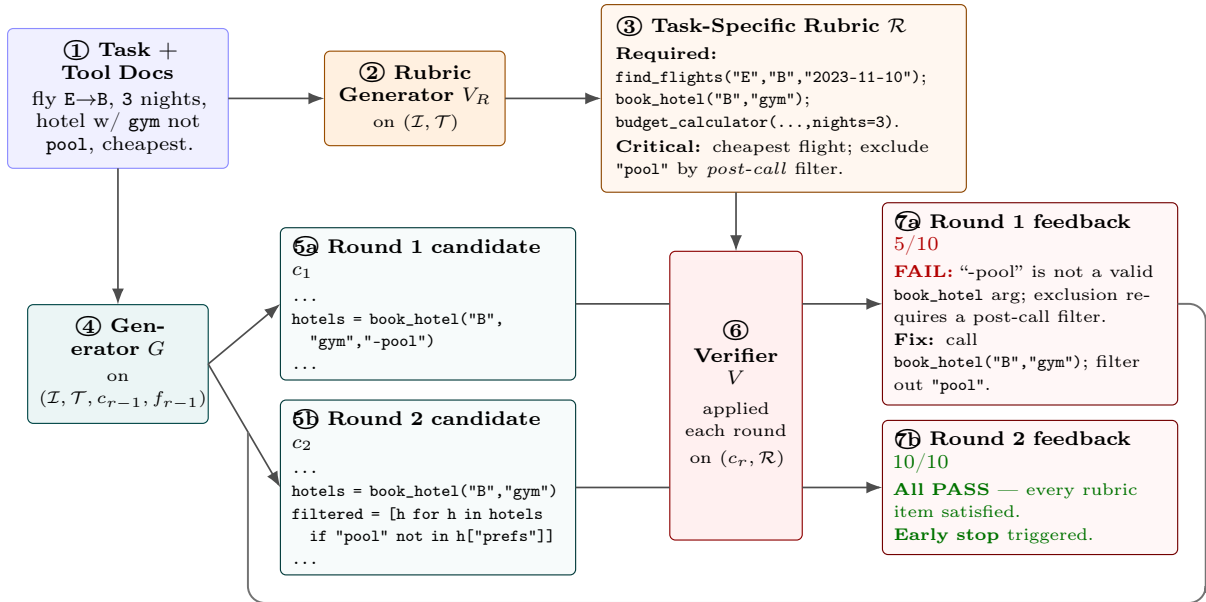 ① Task +
Tool Docs
fly E→B, 3 nights,
hotel w/ gym not
pool, cheapest.
② Rubric
Generator V_R
on (ℐ, 𝒯)
③ Task-Specific Rubric ℛ
Required:
find_flights("E","B","2023-11-10");
book_hotel("B","gym");
budget_calculator(...,nights=3).
Critical: cheapest flight; exclude
"pool" by post-call filter.
④ Gen-
erator G
on
(ℐ, 𝒯, c_{r−1}, f_{r−1})
5a Round 1 candidate
c₁
...
hotels = book_hotel("B",
"gym","-pool")
...
5b Round 2 candidate
c₂
...
hotels = book_hotel("B","gym")
filtered = [h for h in hotels
if "pool" not in h["prefs"]]
...
⑥
Verifier
V
applied
each round
on (c_r, ℛ)
7a Round 1 feedback
5/10
FAIL: “-pool” is not a valid
book_hotel arg; exclusion re-
quires a post-call filter.
Fix: call
book_hotel("B","gym"); filter
out "pool".
7b Round 2 feedback
10/10
All PASS — every rubric
item satisfied.
Early stop triggered.